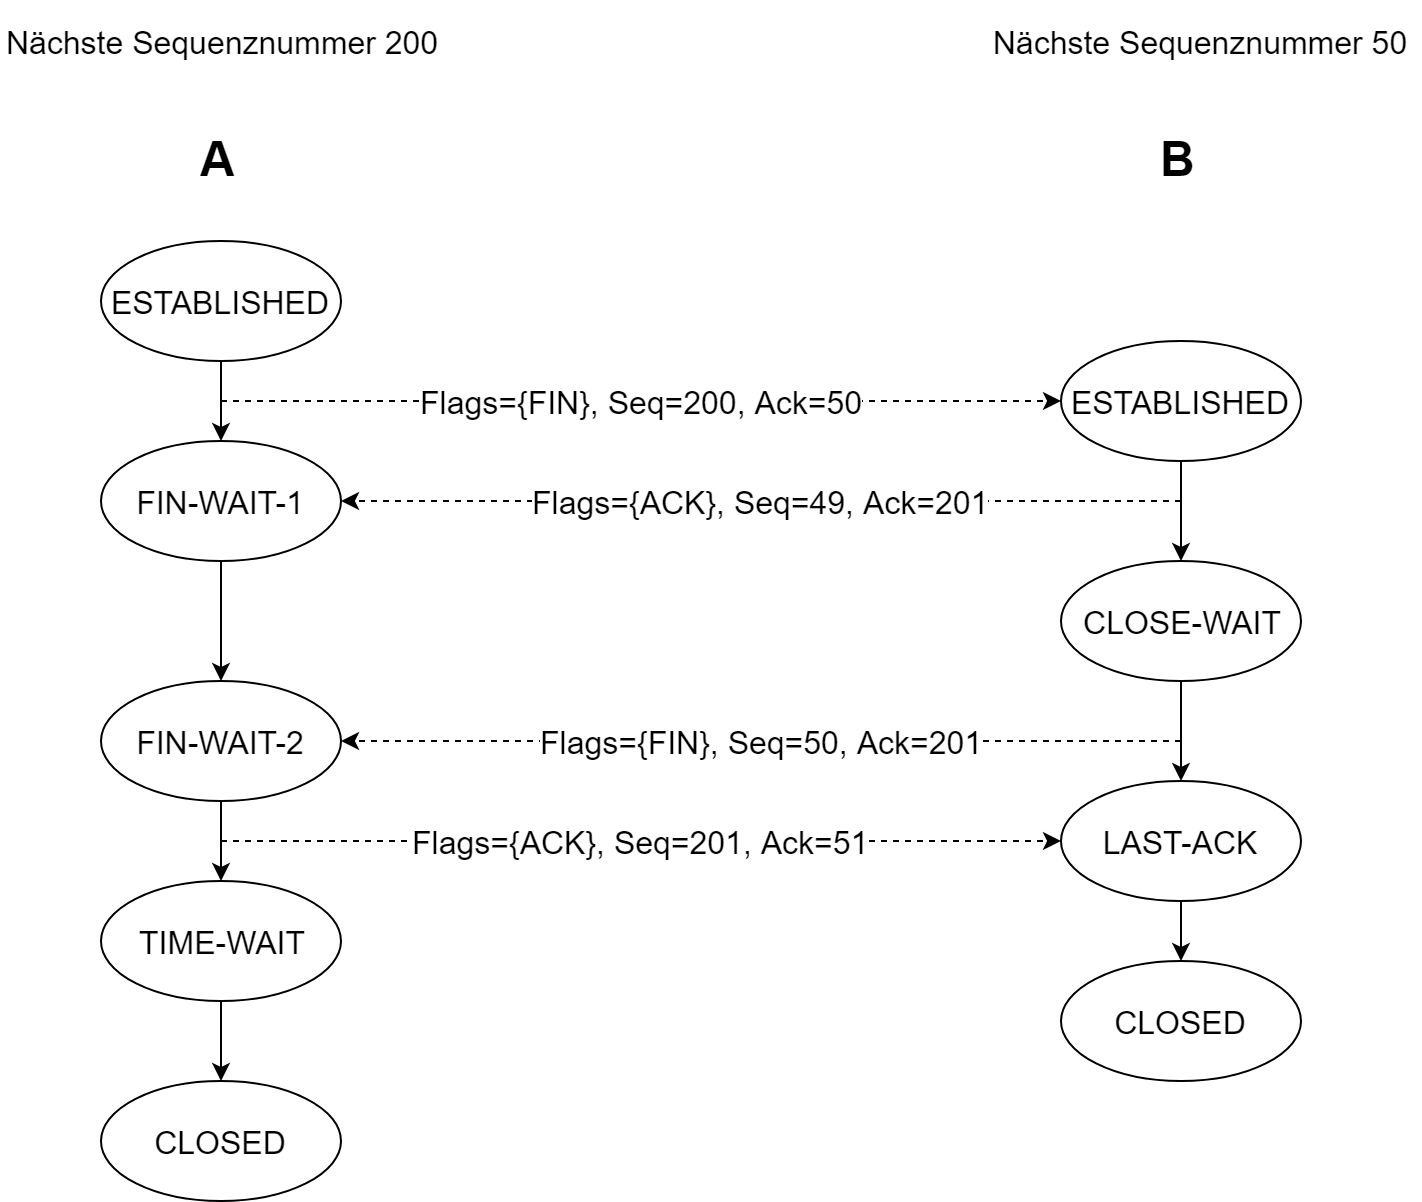 Nächste Sequenznummer 200
Nächste Sequenznummer 50
A
B
ESTABLISHED
Flags={FIN}, Seq=200, Ack=50
ESTABLISHED
FIN-WAIT-1
Flags={ACK}, Seq=49, Ack=201
CLOSE-WAIT
FIN-WAIT-2
Flags={FIN}, Seq=50, Ack=201
Flags={ACK}, Seq=201, Ack=51
LAST-ACK
TIME-WAIT
CLOSED
CLOSED